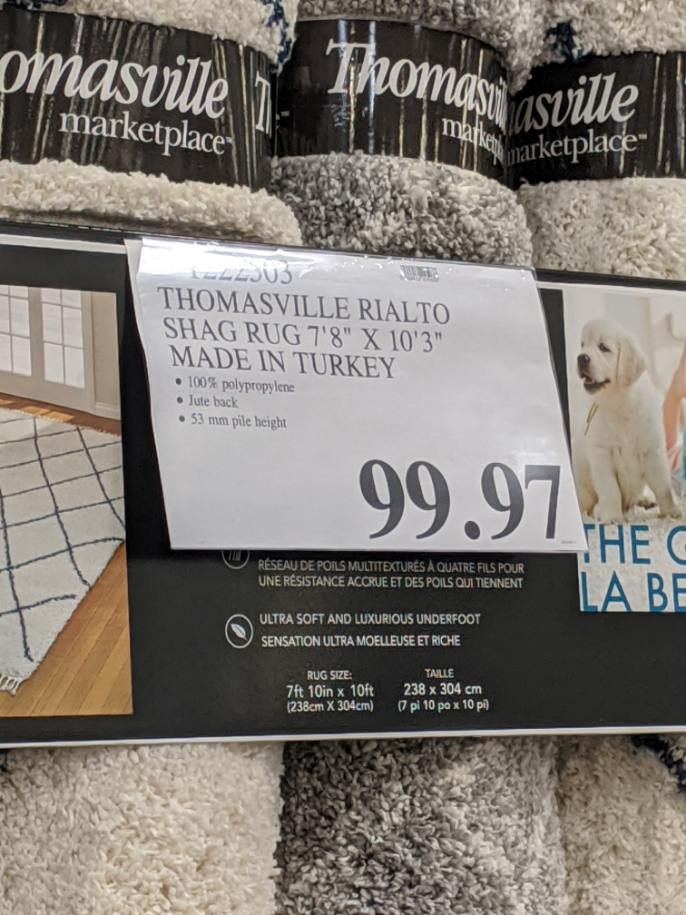 omasville
marketplace™
T
Thomasvi
marketp
asville
marketplace™
1222303
THOMASVILLE RIALTO
SHAG RUG 7'8" X 10'3"
MADE IN TURKEY
• 100% polypropylene
• Jute back
• 53 mm pile height
99.97
RÉSEAU DE POILS MULTITEXTURÉS À QUATRE FILS POUR
UNE RÉSISTANCE ACCRUE ET DES POILS QUI TIENNENT
ULTRA SOFT AND LUXURIOUS UNDERFOOT
SENSATION ULTRA MOELLEUSE ET RICHE
RUG SIZE: TAILLE
7ft 10in x 10ft 238 x 304 cm
(238cm X 304cm) (7 pi 10 po x 10 pi)
THE G
LA BE